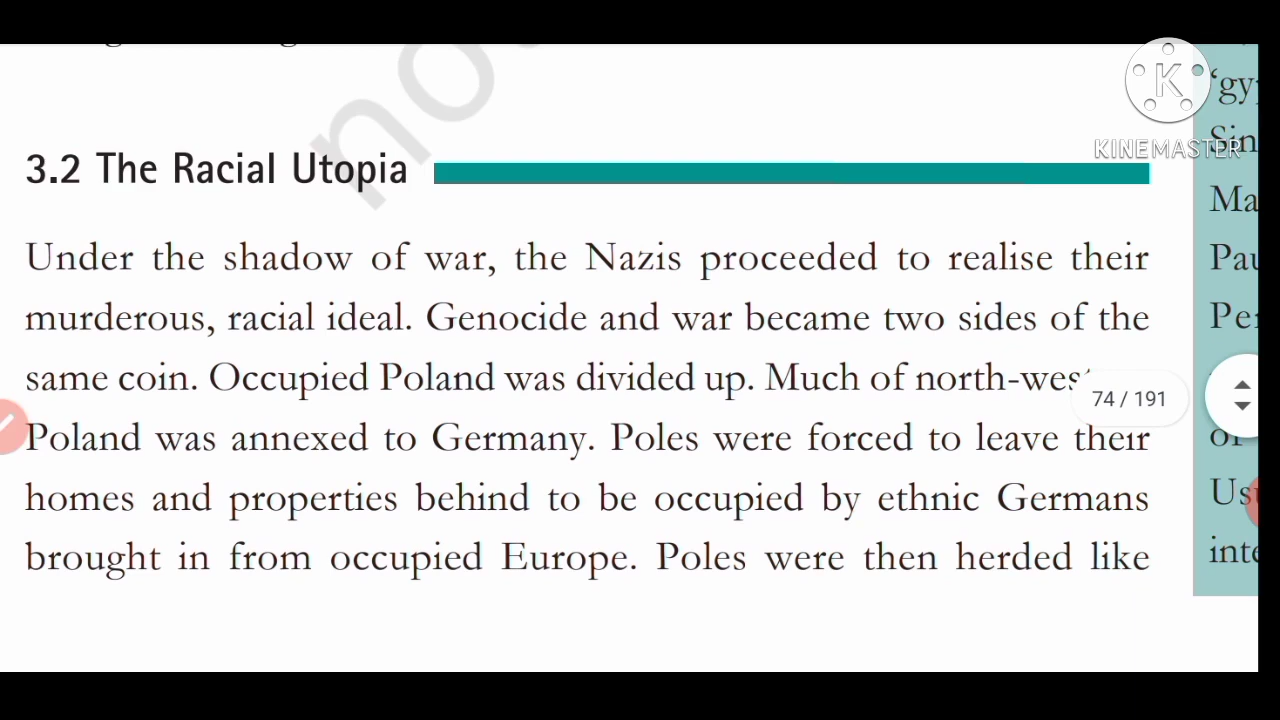 3.2 The Racial Utopia
Under the shadow of war, the Nazis proceeded to realise their
murderous, racial ideal. Genocide and war became two sides of the
same coin. Occupied Poland was divided up. Much of
Poland was annexed to Germany. Poles were forced to leave their
homes and properties behind to be occupied by ethnic Germans
brought in from occupied Europe. Poles were then herded like
KINEMASTER
74 / 191